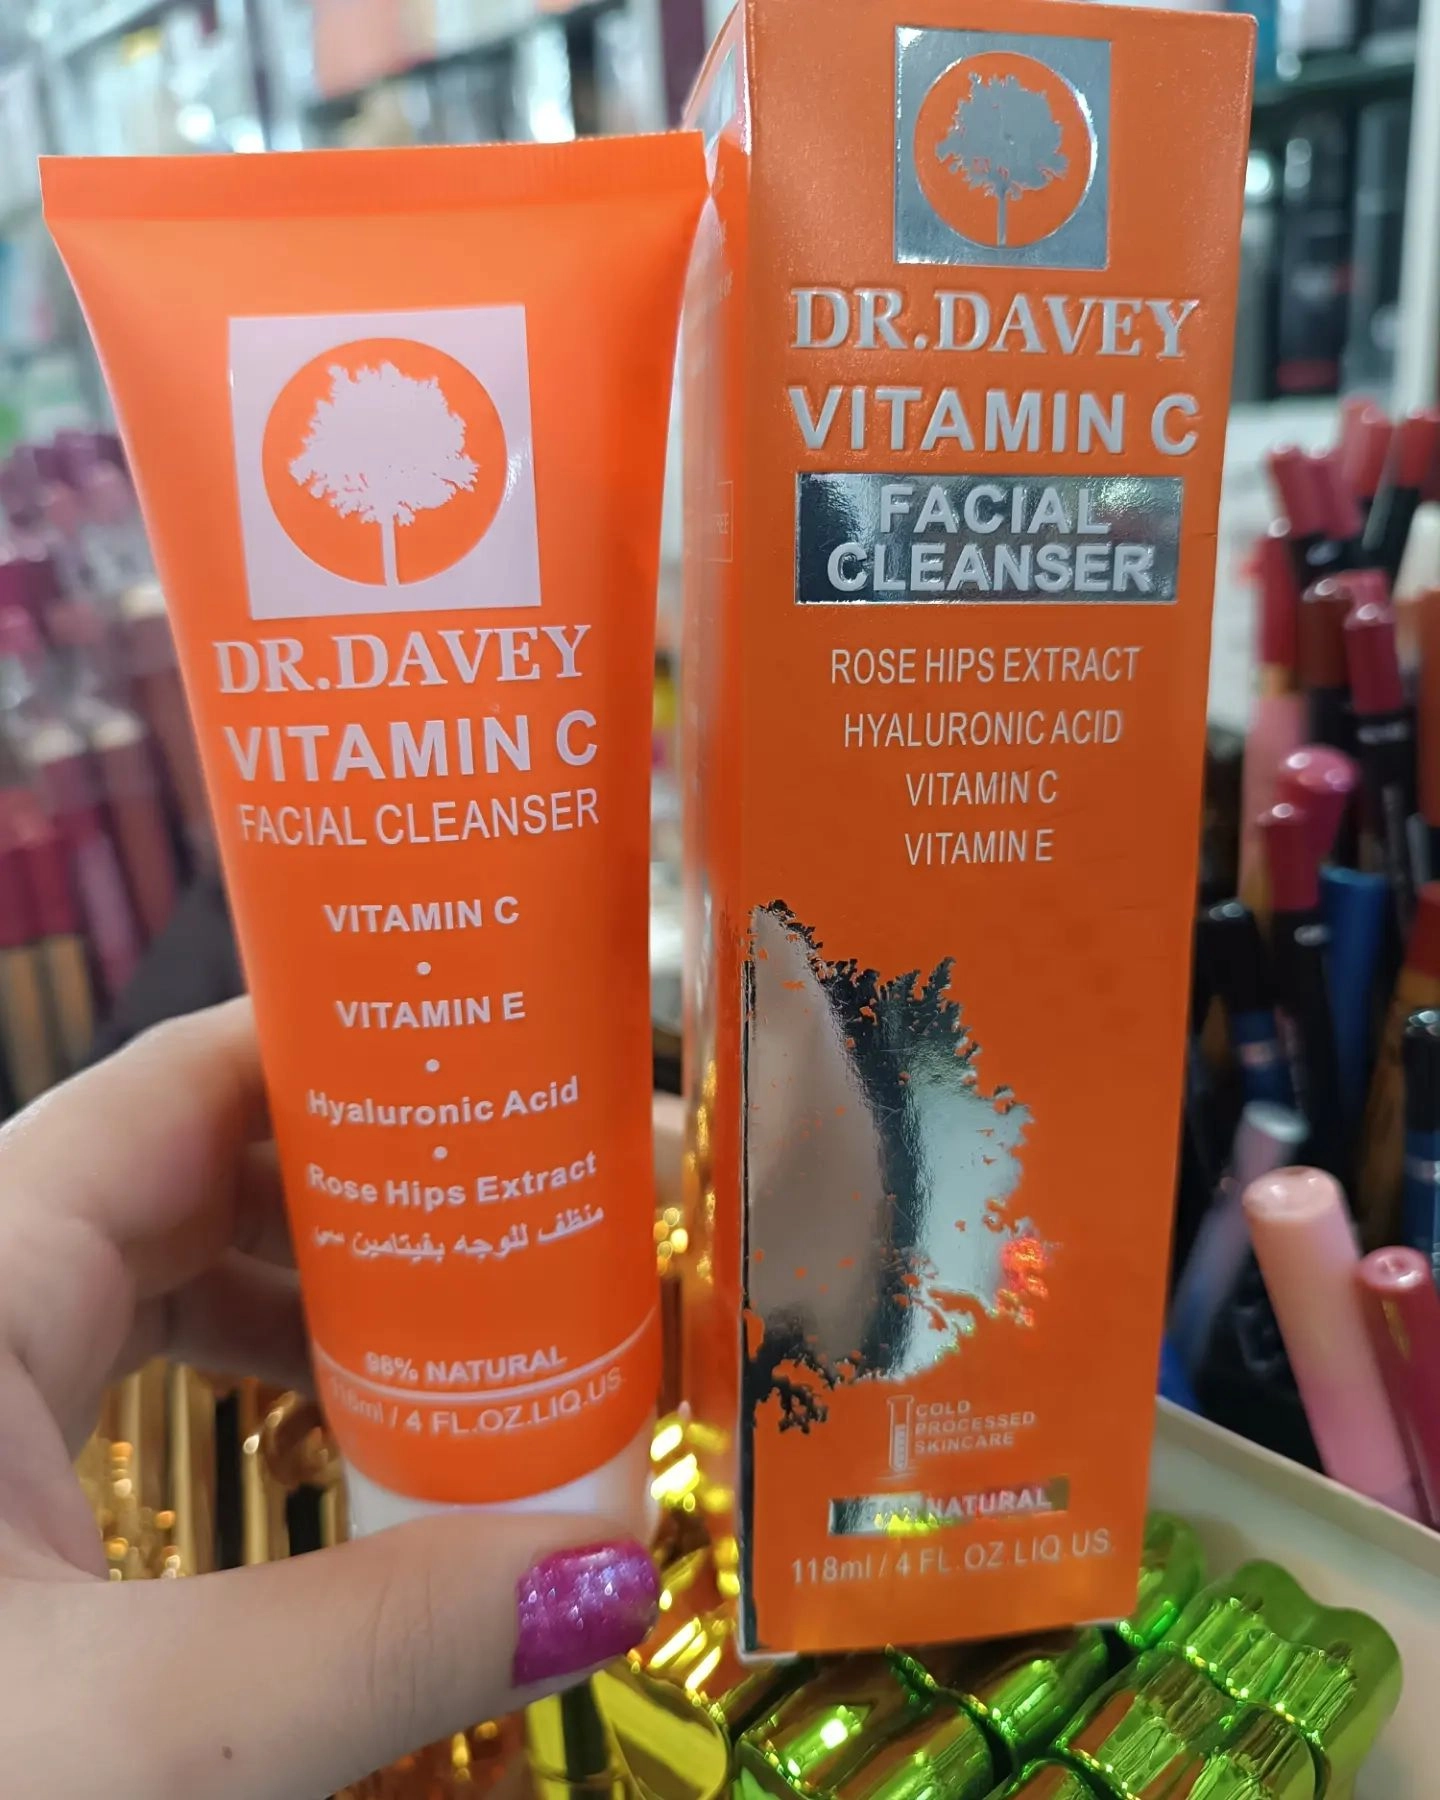 DR.DAVEY
VITAMIN C
FACIAL CLEANSER
VITAMIN C
•
VITAMIN E
•
Hyaluronic Acid
•
Rose Hips Extract
منظف للوجه بفيتامين سي
98% NATURAL
118ml / 4 FL.OZ.LIQ.US.
DR.DAVEY
VITAMIN C
FACIAL
CLEANSER
ROSE HIPS EXTRACT
HYALURONIC ACID
VITAMIN C
VITAMIN E
COLD
PROCESSED
SKINCARE
NATURAL
118ml / 4 FL.OZ.LIQ.US.